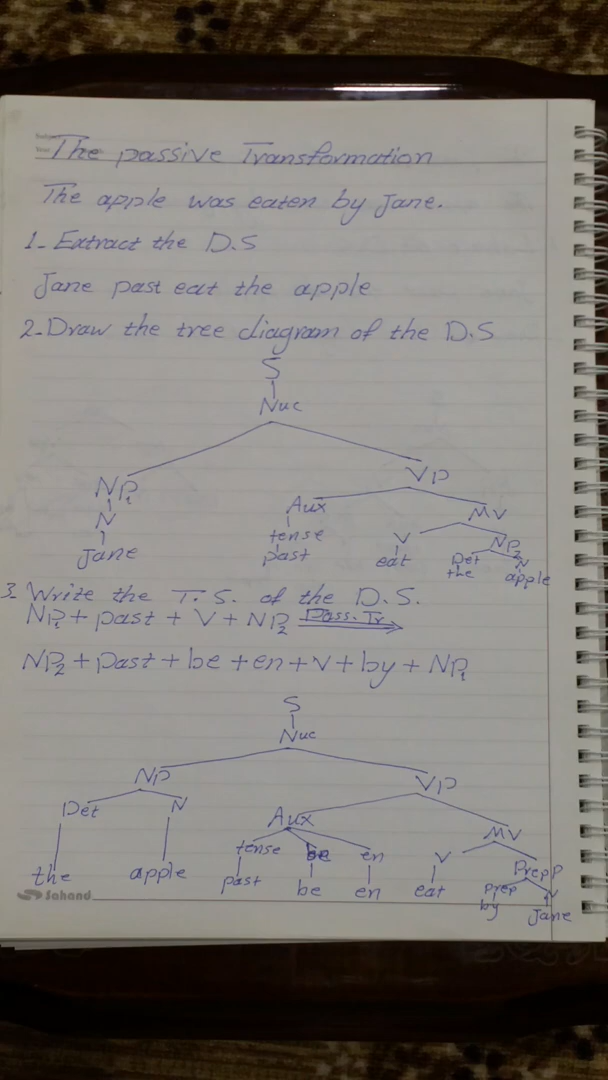 The passive Transformation
The apple was eaten by Jane.
1- Extract the D.S
Jane past eat the apple
2-Draw the tree diagram of the D.S
S
Nuc
NP1 VP
Aux MV
N tense V NP2
Jane past eat Det N
the apple
3. Write the T.S. of the D.S.
NP1 + past + V + NP2 Pass. Tr
NP2 + past + be + en + V + by + NP1
S
Nuc
NP VP
Det N Aux MV
tense be en V Prepp
the apple past be en eat prep N
by Jane
Sahand